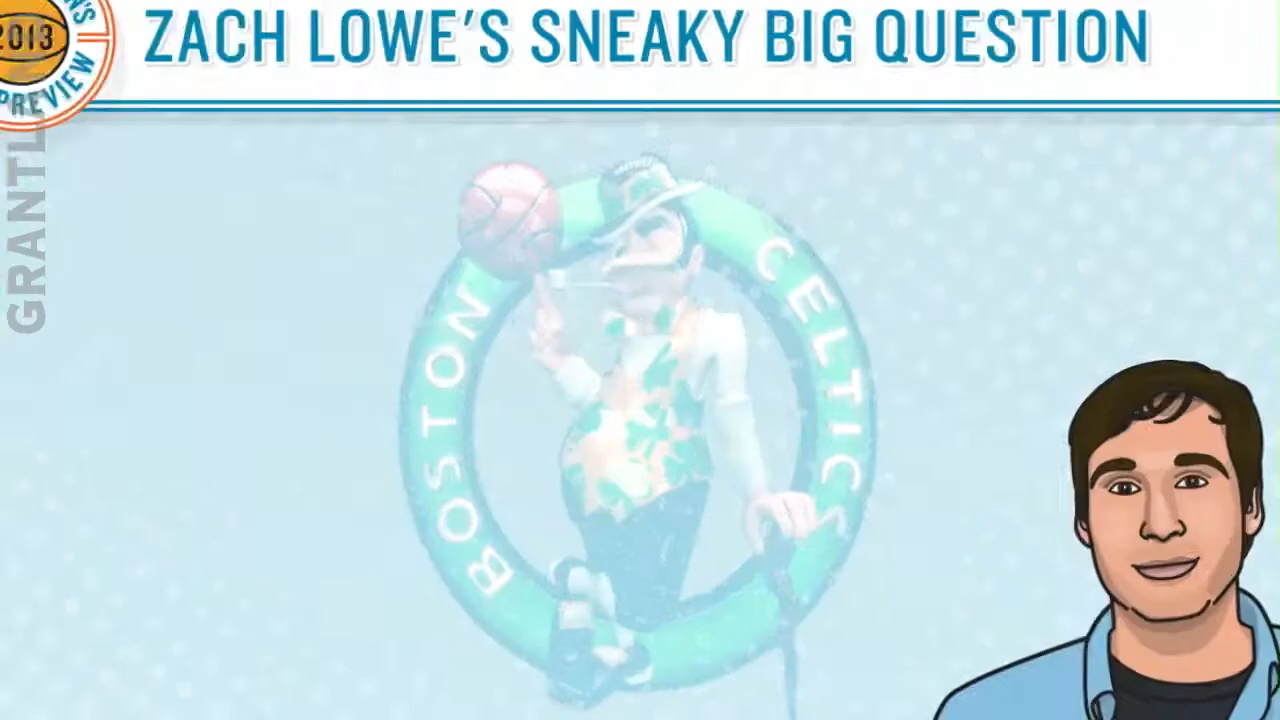 ZACH LOWE'S SNEAKY BIG QUESTION
2013
PREVIEW
GRANTL
BOSTON
CELTICS